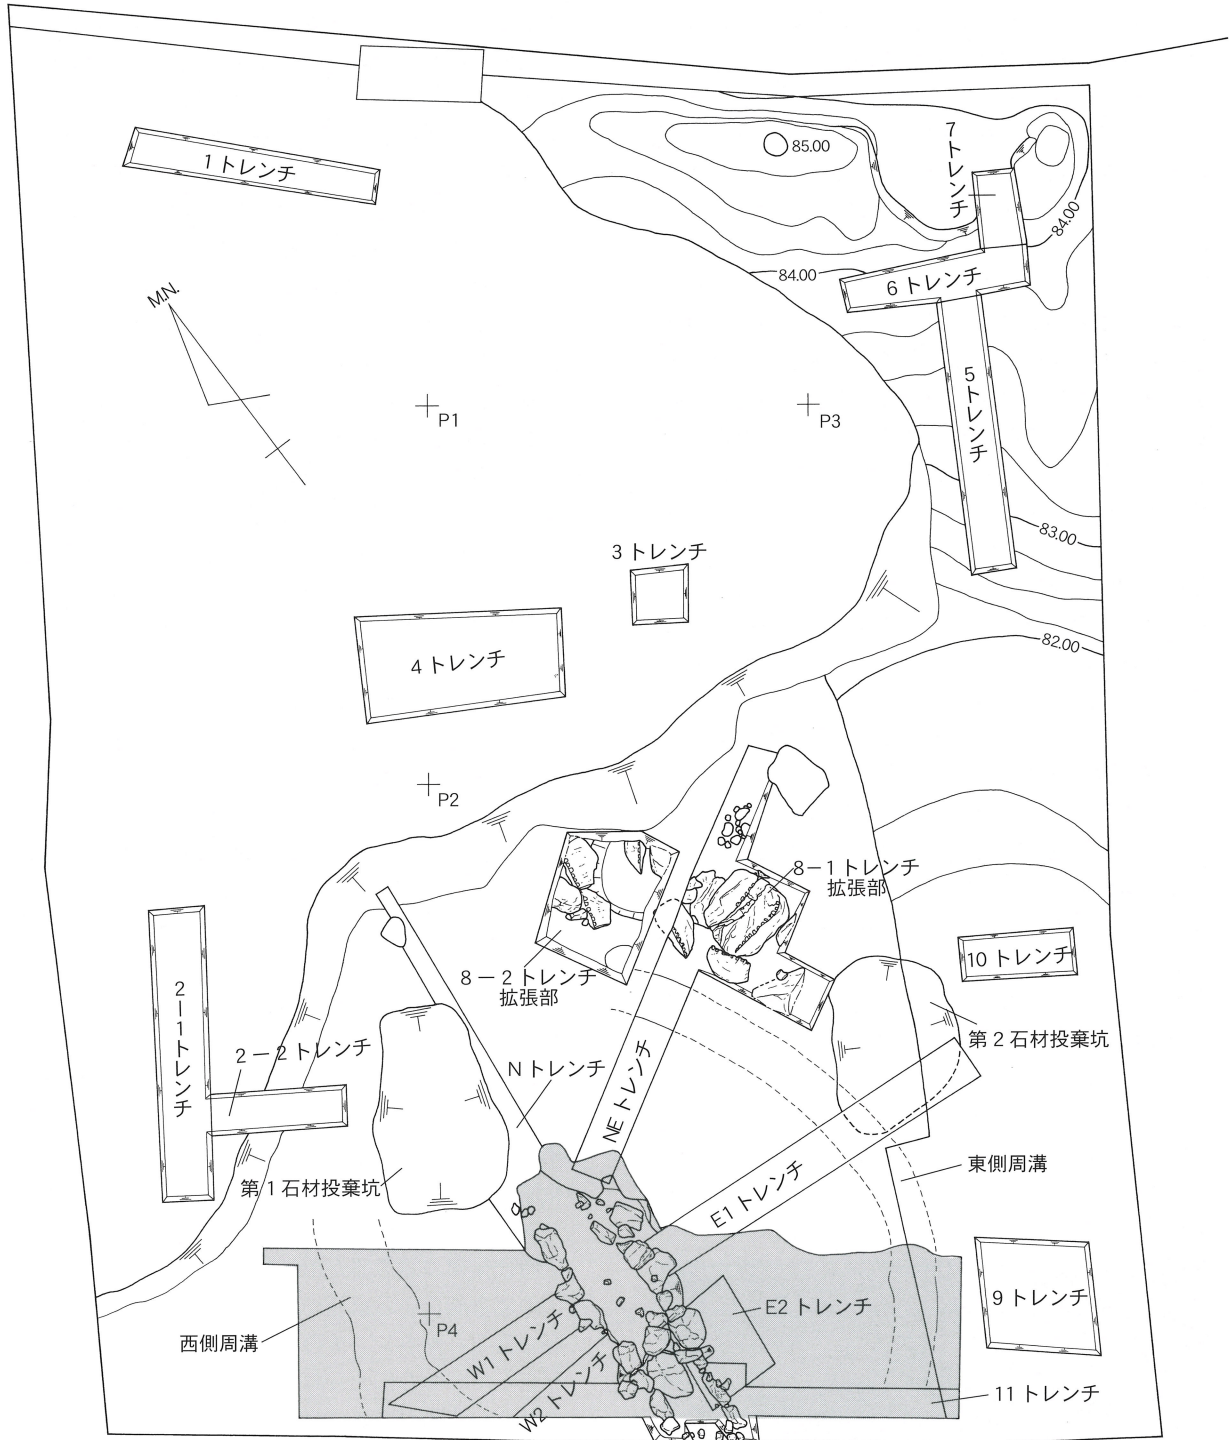 1トレンチ
85.00
7トレンチ
84.00
84.00
6トレンチ
M.N.
P1
P3
5トレンチ
83.00
3トレンチ
82.00
4トレンチ
P2
8−1トレンチ
拡張部
8−2トレンチ
拡張部
10トレンチ
2−1トレンチ
2−2トレンチ
第2石材投棄坑
Nトレンチ
NEトレンチ
東側周溝
第1石材投棄坑
E1トレンチ
E2トレンチ
9トレンチ
P4
西側周溝
W1トレンチ
W2トレンチ
11トレンチ